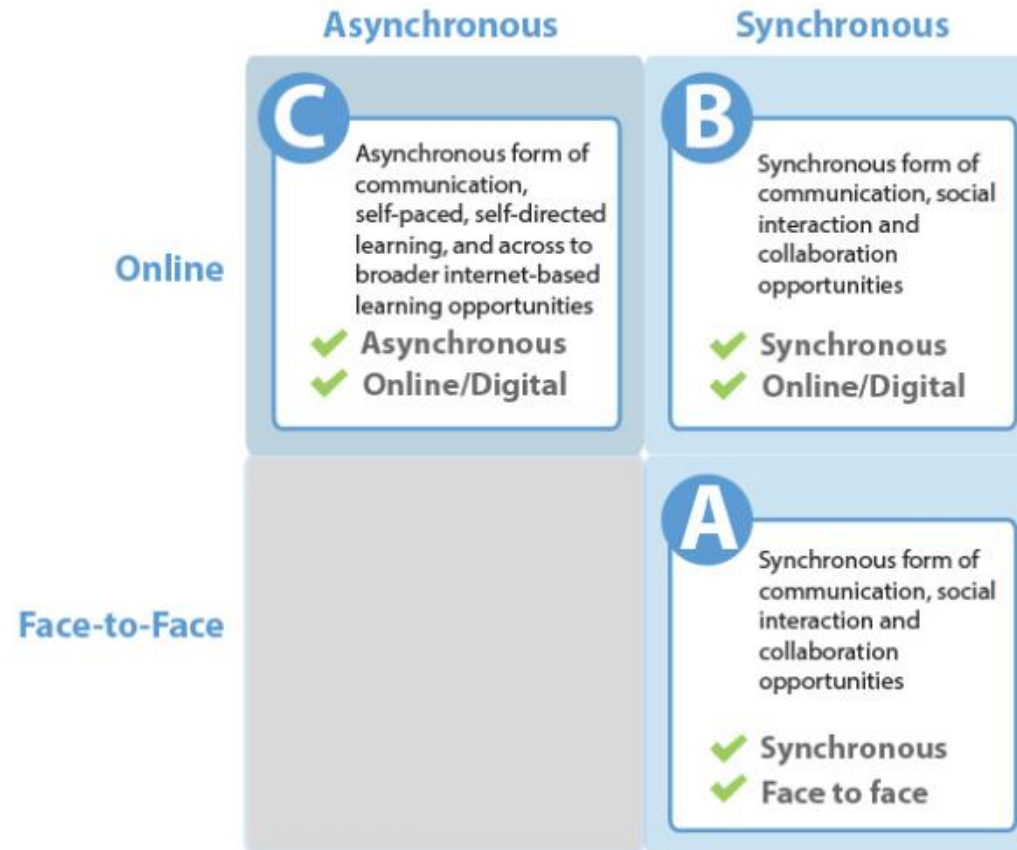 Asynchronous
Synchronous
Online
C
Asynchronous form of
communication,
self-paced, self-directed
learning, and across to
broader internet-based
learning opportunities
Asynchronous
Online/Digital
B
Synchronous form of
communication, social
interaction and
collaboration
opportunities
Synchronous
Online/Digital
Face-to-Face
A
Synchronous form of
communication, social
interaction and
collaboration
opportunities
Synchronous
Face to face